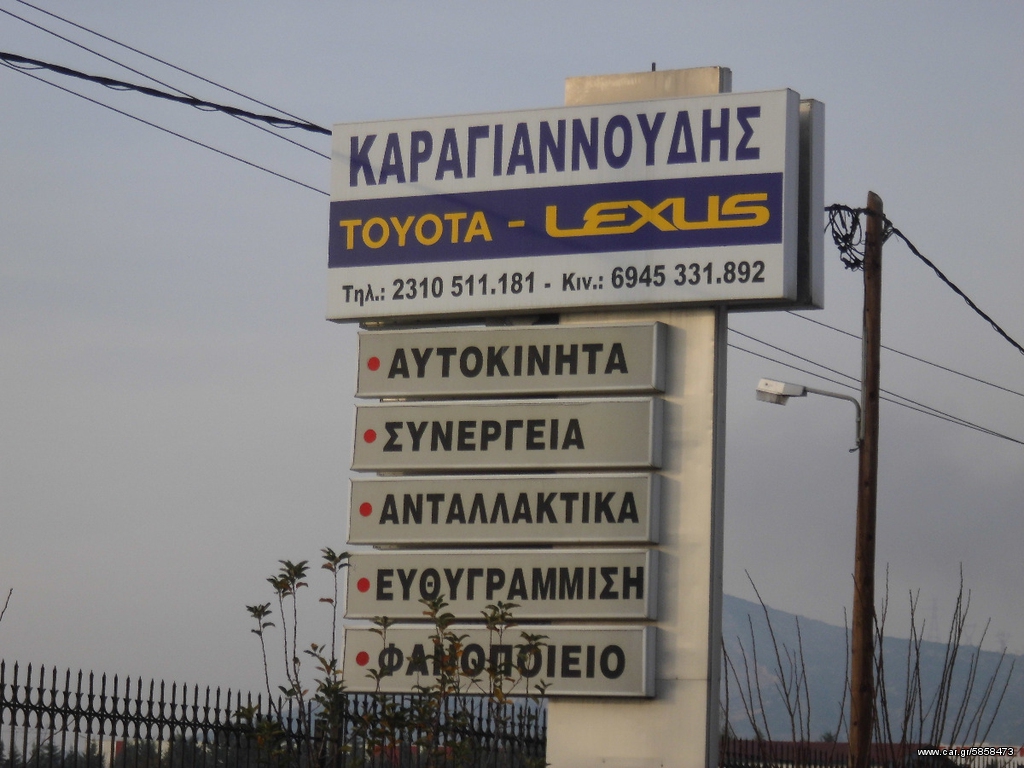 ΚΑΡΑΓΙΑΝΝΟΥΔΗΣ
TOYOTA - LEXUS
Τηλ.: 2310 511.181 - Κιν.: 6945 331.892
• ΑΥΤΟΚΙΝΗΤΑ
• ΣΥΝΕΡΓΕΙΑ
• ΑΝΤΑΛΛΑΚΤΙΚΑ
• ΕΥΘΥΓΡΑΜΜΙΣΗ
• ΦΑΝΟΠΟΙΕΙΟ
www.car.gr/5858473